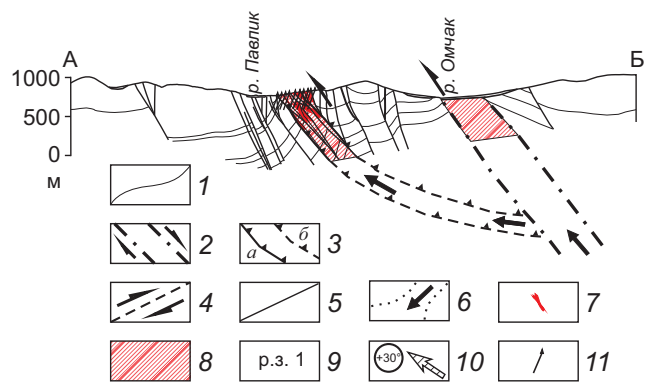 А
р. Павлик
р. Омчак
Б
1000
500
0
м
1
2
а б 3
4
5
6
7
8
р.з. 1 9
+30° 10
11